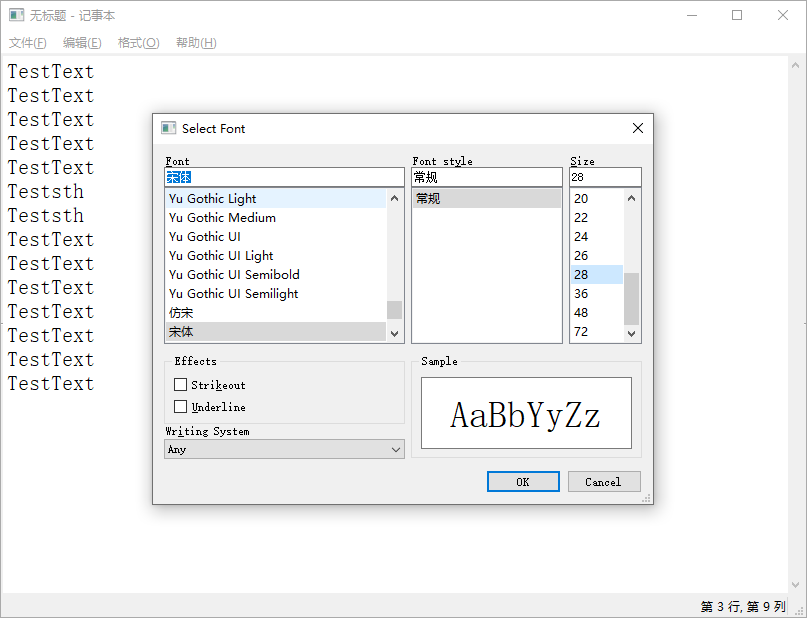 无标题 - 记事本
文件(F) 编辑(E) 格式(O) 帮助(H)
TestText
TestText
TestText
TestText
TestText
Teststh
Teststh
TestText
TestText
TestText
TestText
TestText
TestText
TestText
Select Font
Font
宋体
Yu Gothic Light
Yu Gothic Medium
Yu Gothic UI
Yu Gothic UI Light
Yu Gothic UI Semibold
Yu Gothic UI Semilight
仿宋
宋体
Font style
常规
常规
Size
28
20
22
24
26
28
36
48
72
Effects
Strikeout
Underline
Writing System
Any
Sample
AaBbYyZz
OK
Cancel
第 3 行, 第 9 列